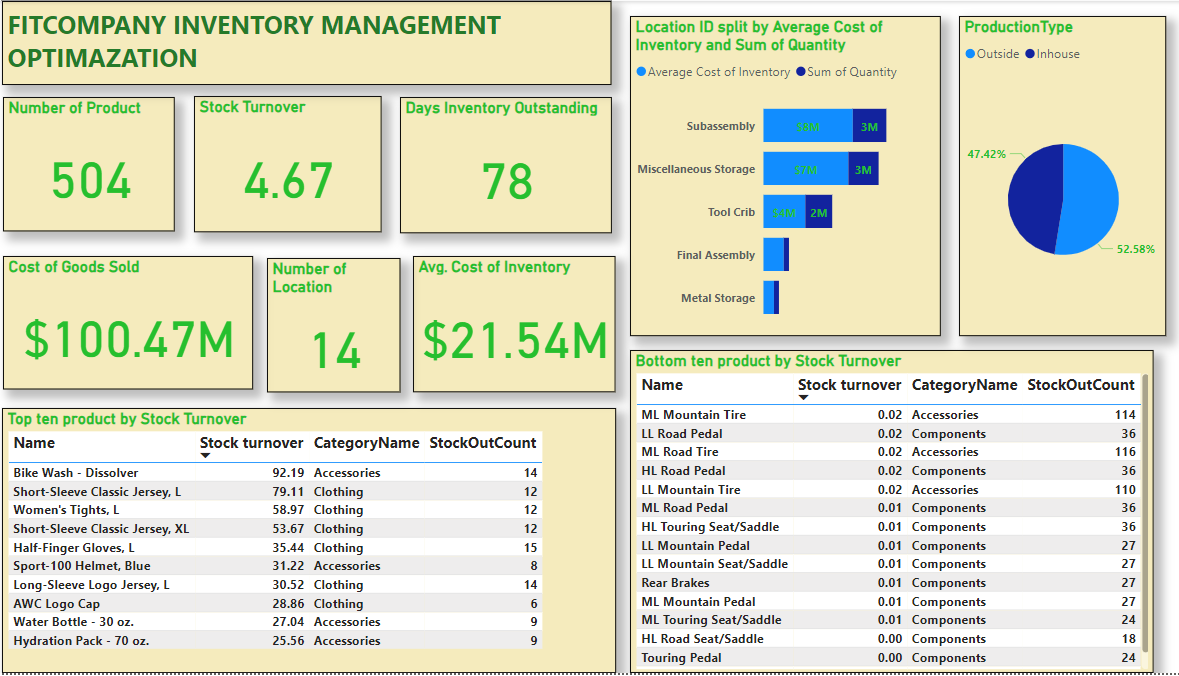 FITCOMPANY INVENTORY MANAGEMENT
OPTIMAZATION
Number of Product
504
Stock Turnover
4.67
Days Inventory Outstanding
78
Cost of Goods Sold
$100.47M
Number of
Location
14
Avg. Cost of Inventory
$21.54M
Location ID split by Average Cost of
Inventory and Sum of Quantity
Average Cost of Inventory Sum of Quantity
Subassembly $8M 3M
Miscellaneous Storage $7M 3M
Tool Crib $4M 2M
Final Assembly
Metal Storage
ProductionType
Outside Inhouse
47.42%
52.58%
Top ten product by Stock Turnover
Name Stock turnover CategoryName StockOutCount
Bike Wash - Dissolver 92.19 Accessories 14
Short-Sleeve Classic Jersey, L 79.11 Clothing 12
Women's Tights, L 58.97 Clothing 12
Short-Sleeve Classic Jersey, XL 53.67 Clothing 12
Half-Finger Gloves, L 35.44 Clothing 15
Sport-100 Helmet, Blue 31.22 Accessories 8
Long-Sleeve Logo Jersey, L 30.52 Clothing 14
AWC Logo Cap 28.86 Clothing 6
Water Bottle - 30 oz. 27.04 Accessories 9
Hydration Pack - 70 oz. 25.56 Accessories 9
Bottom ten product by Stock Turnover
Name Stock turnover CategoryName StockOutCount
ML Mountain Tire 0.02 Accessories 114
LL Road Pedal 0.02 Components 36
ML Road Tire 0.02 Accessories 116
HL Road Pedal 0.02 Components 36
LL Mountain Tire 0.02 Accessories 110
ML Road Pedal 0.01 Components 36
HL Touring Seat/Saddle 0.01 Components 36
LL Mountain Pedal 0.01 Components 27
LL Mountain Seat/Saddle 0.01 Components 27
Rear Brakes 0.01 Components 27
ML Mountain Pedal 0.01 Components 27
ML Touring Seat/Saddle 0.01 Components 24
HL Road Seat/Saddle 0.00 Components 18
Touring Pedal 0.00 Components 24